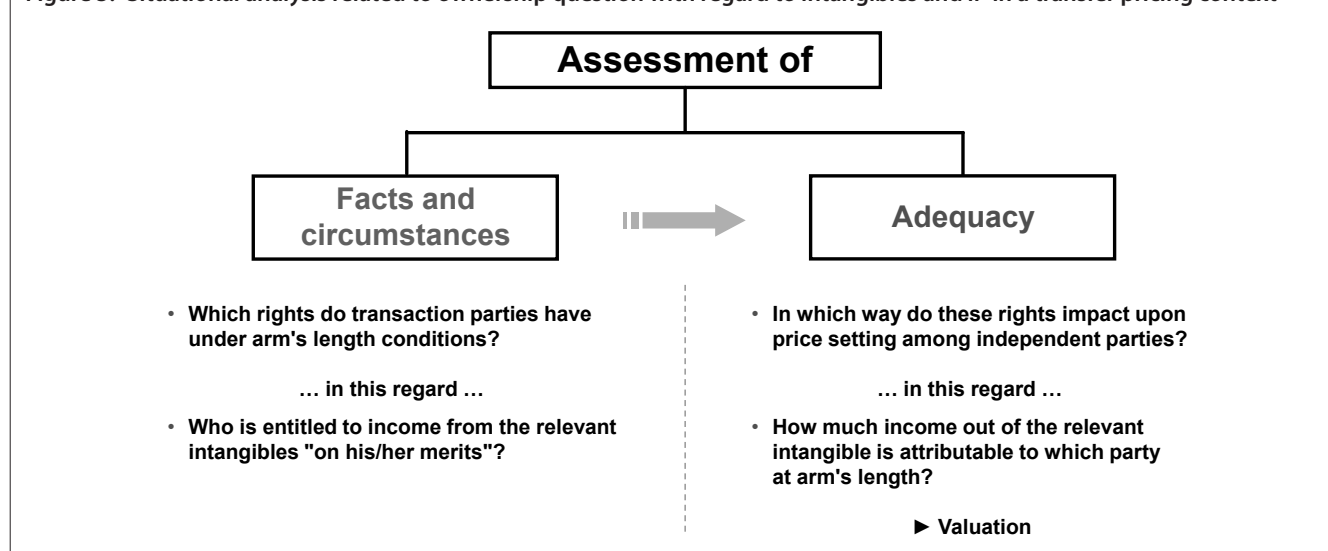 Situational analysis related to ownership question with regard to intangibles and IP in a transfer pricing context
Assessment of
Facts and
circumstances
Adequacy
• Which rights do transaction parties have
under arm's length conditions?
… in this regard …
• Who is entitled to income from the relevant
intangibles "on his/her merits"?
• In which way do these rights impact upon
price setting among independent parties?
… in this regard …
• How much income out of the relevant
intangible is attributable to which party
at arm's length?
► Valuation